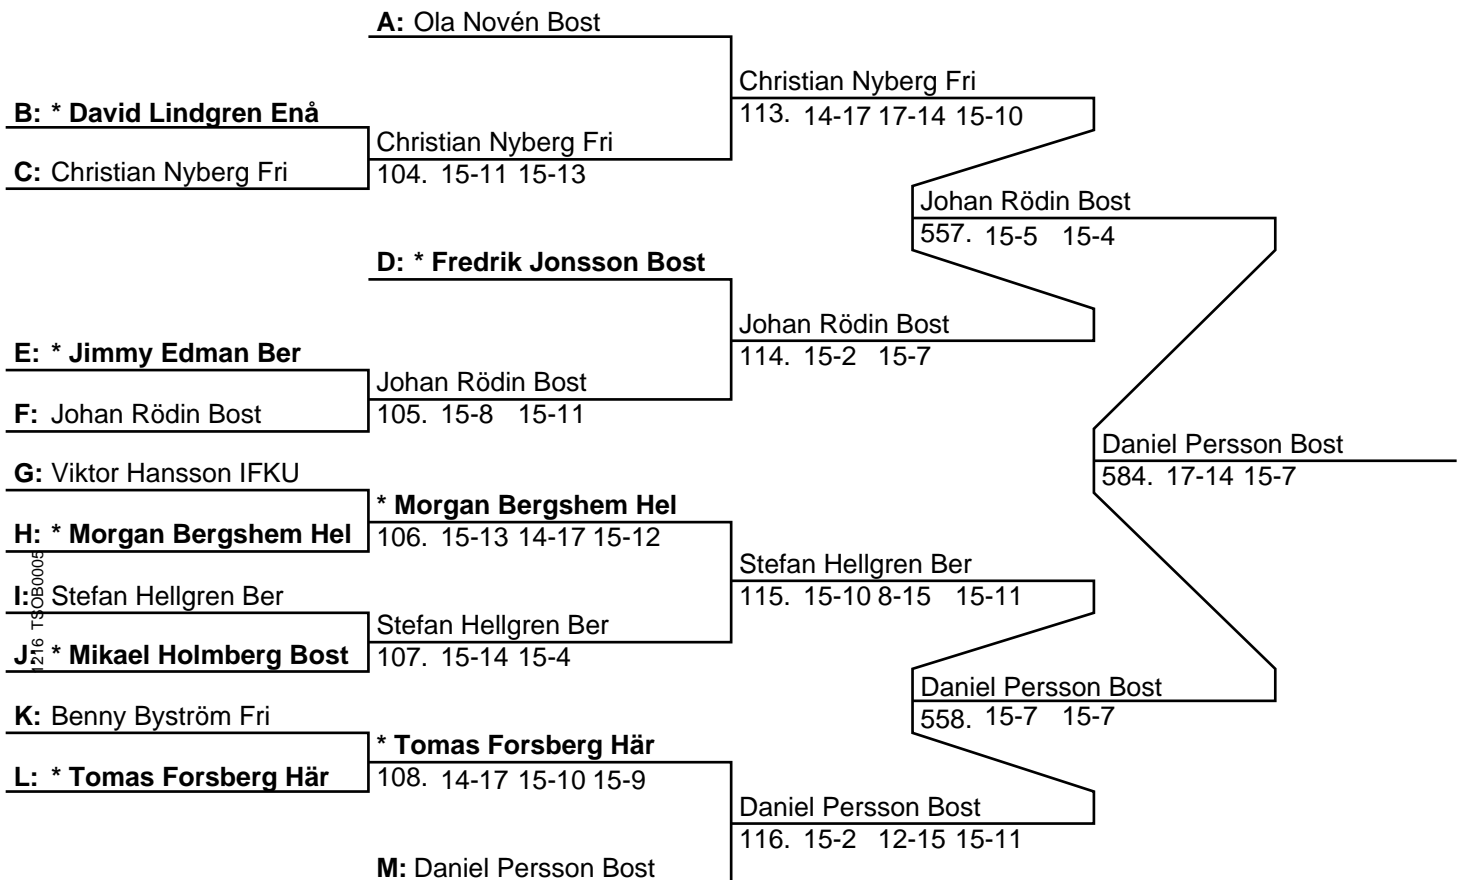 A: Ola Novén Bost
Christian Nyberg Fri
B: * David Lindgren Enå
113. 14-17 17-14 15-10
Christian Nyberg Fri
C: Christian Nyberg Fri
104. 15-11 15-13
Johan Rödin Bost
557. 15-5 15-4
D: * Fredrik Jonsson Bost
Johan Rödin Bost
E: * Jimmy Edman Ber
114. 15-2 15-7
Johan Rödin Bost
F: Johan Rödin Bost
105. 15-8 15-11
Daniel Persson Bost
G: Viktor Hansson IFKU
584. 17-14 15-7
* Morgan Bergshem Hel
H: * Morgan Bergshem Hel
106. 15-13 14-17 15-12
Stefan Hellgren Ber
I: Stefan Hellgren Ber
115. 15-10 8-15 15-11
Stefan Hellgren Ber
J: * Mikael Holmberg Bost
107. 15-14 15-4
1216 TSOB0005
Daniel Persson Bost
K: Benny Byström Fri
558. 15-7 15-7
* Tomas Forsberg Här
L: * Tomas Forsberg Här
108. 14-17 15-10 15-9
Daniel Persson Bost
116. 15-2 12-15 15-11
M: Daniel Persson Bost